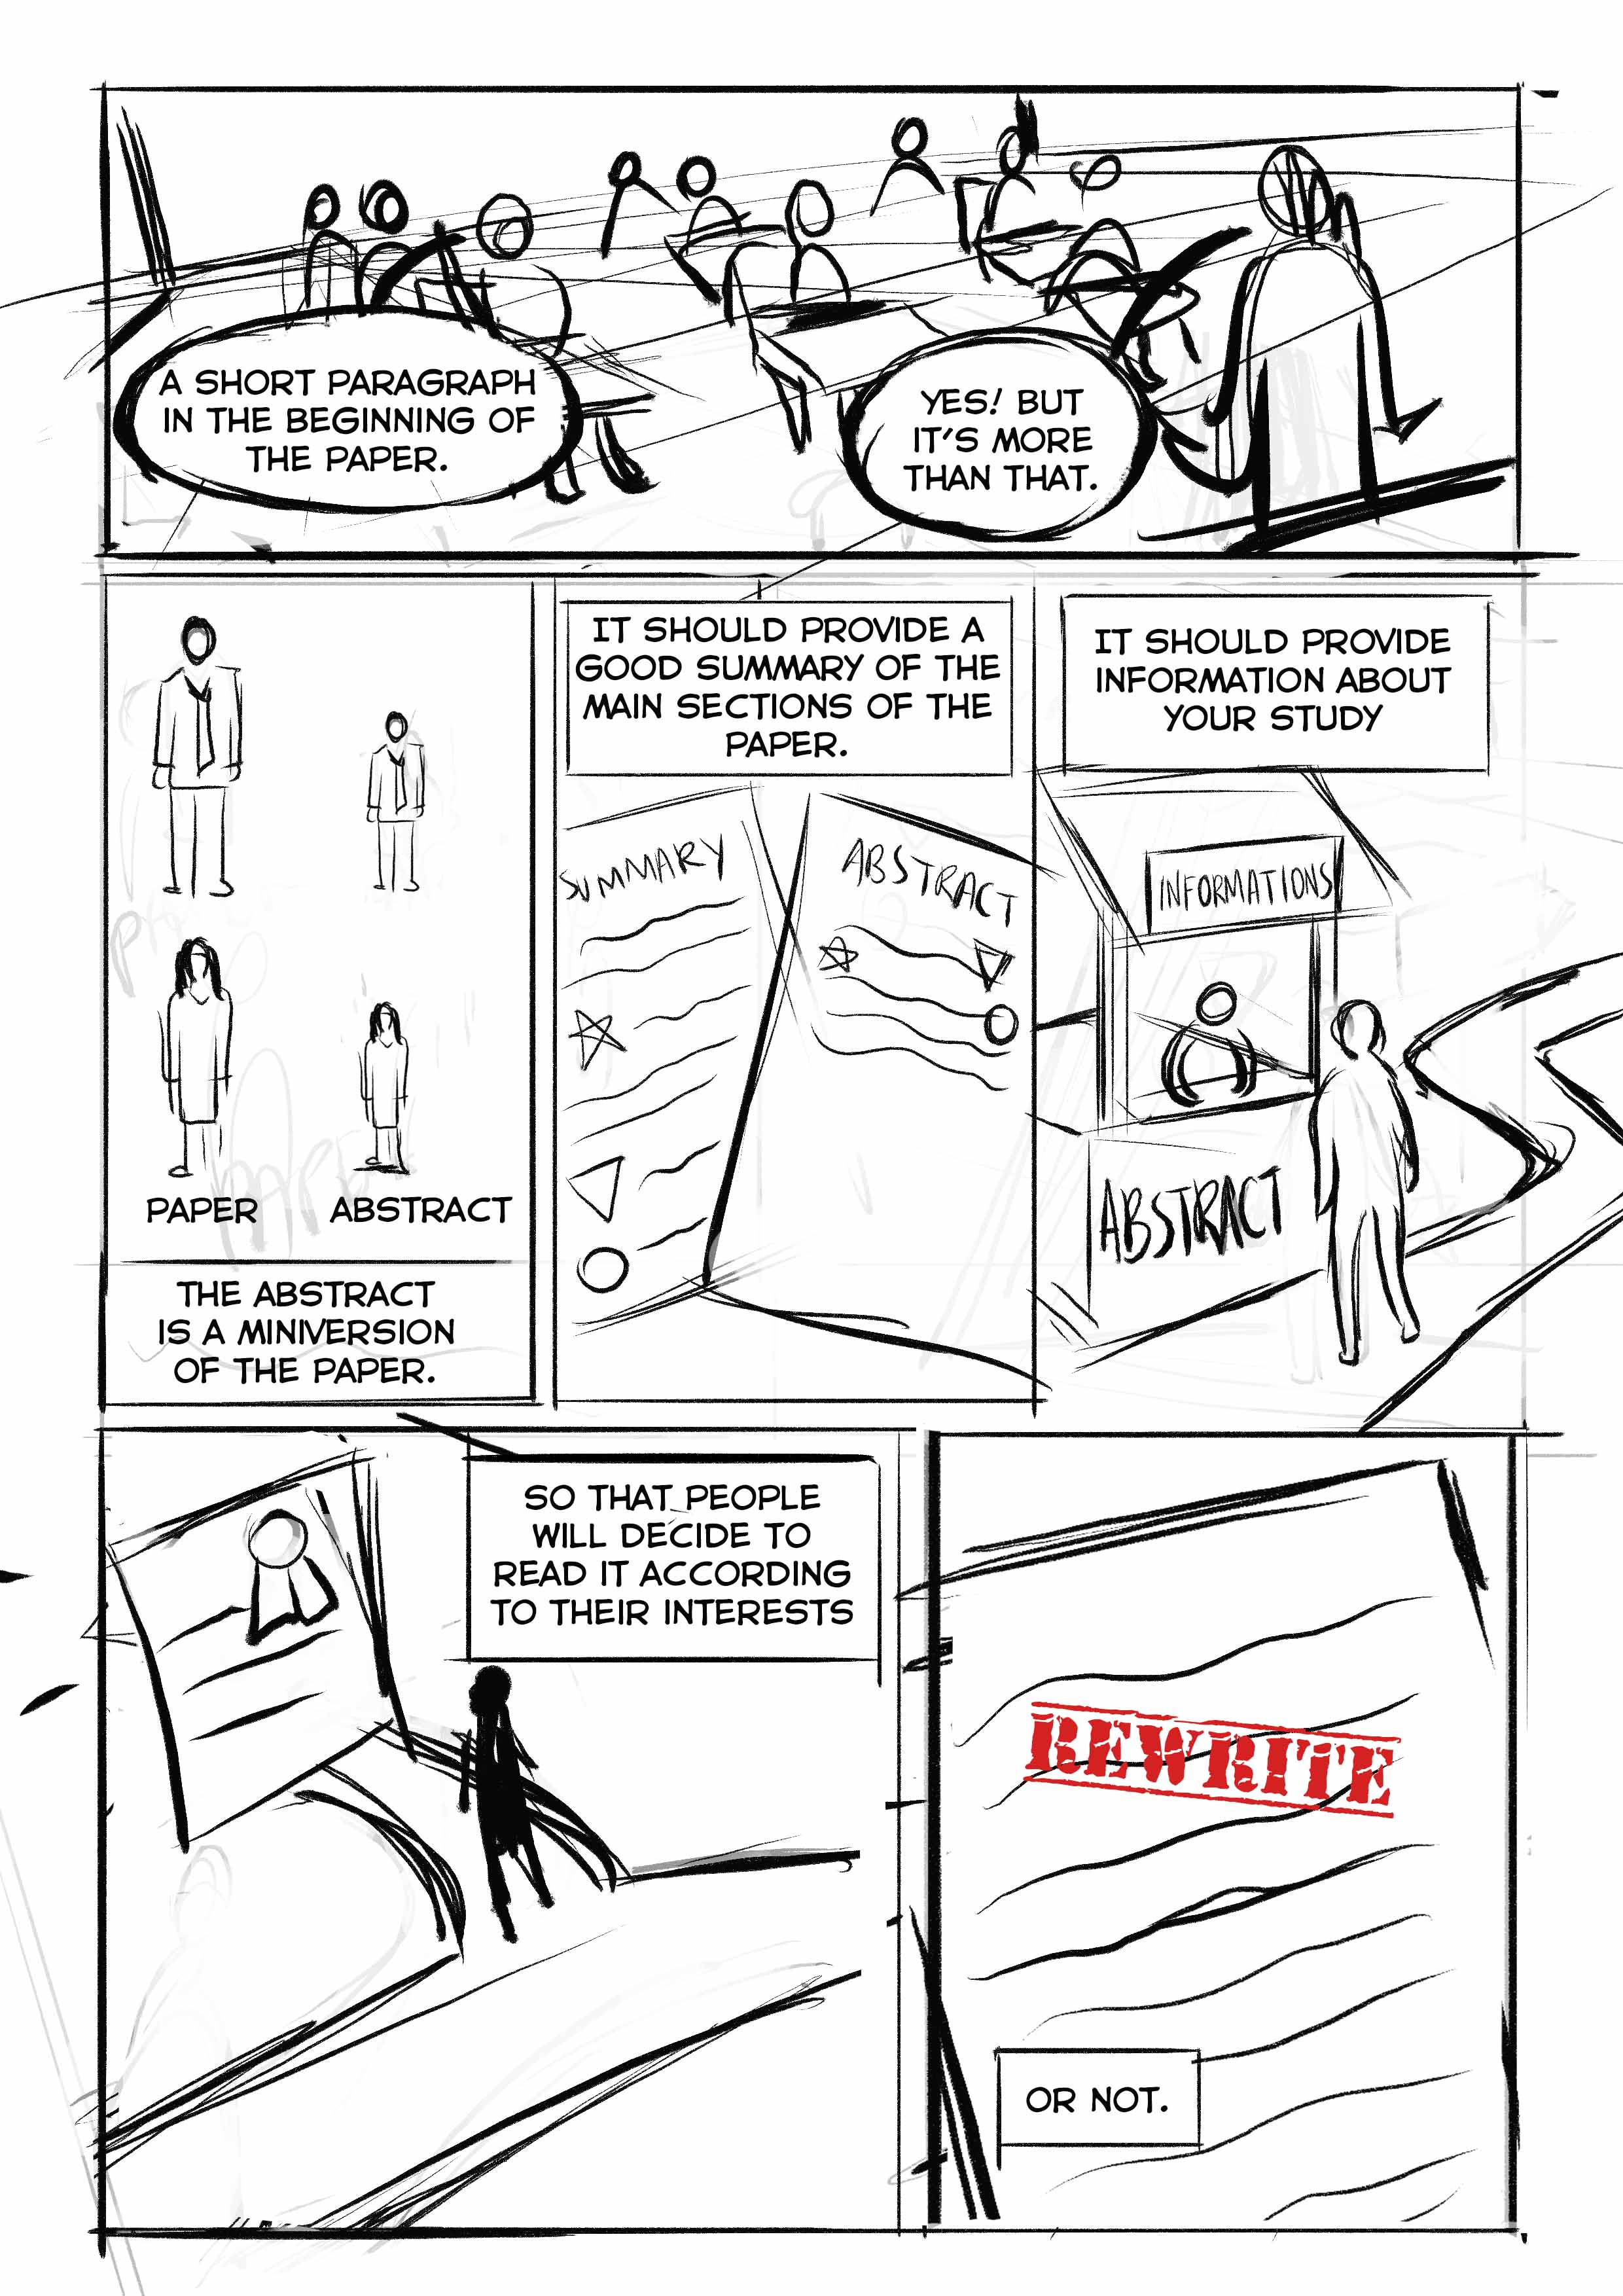 A SHORT PARAGRAPH
IN THE BEGINNING OF
THE PAPER.
YES! BUT
IT'S MORE
THAN THAT.
PAPER ABSTRACT
THE ABSTRACT
IS A MINIVERSION
OF THE PAPER.
IT SHOULD PROVIDE A
GOOD SUMMARY OF THE
MAIN SECTIONS OF THE
PAPER.
SUMMARY
ABSTRACT
IT SHOULD PROVIDE
INFORMATION ABOUT
YOUR STUDY
INFORMATIONS
ABSTRACT
SO THAT PEOPLE
WILL DECIDE TO
READ IT ACCORDING
TO THEIR INTERESTS
REWRITE
OR NOT.